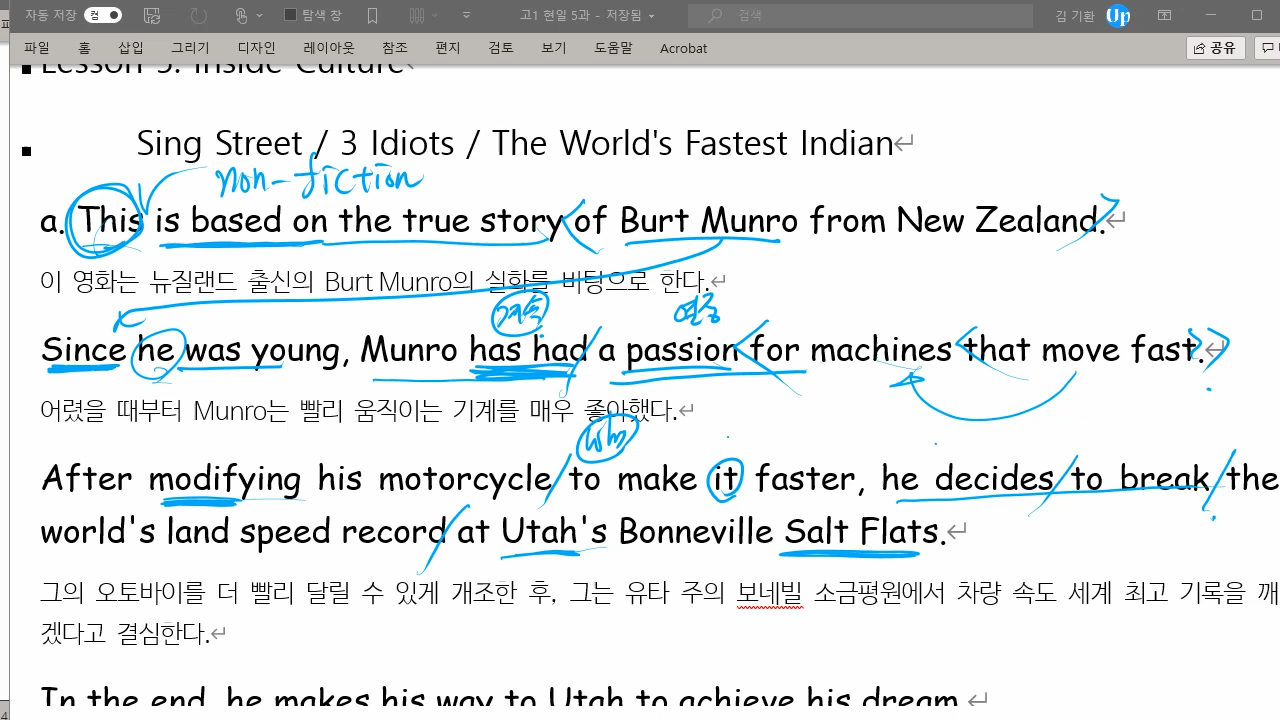 자동 저장 컴 탐색 창 고1 현일 5과 - 저장됨 검색 김 기환 Up
파일 홈 삽입 그리기 디자인 레이아웃 참조 편지 검토 보기 도움말 Acrobat 공유
Lesson 5. Inside Culture
Sing Street / 3 Idiots / The World's Fastest Indian
non-fiction
a. This is based on the true story of Burt Munro from New Zealand.
이 영화는 뉴질랜드 출신의 Burt Munro의 실화를 바탕으로 한다.
계속 열중
Since he was young, Munro has had a passion for machines that move fast.
어렸을 때부터 Munro는 빨리 움직이는 기계를 매우 좋아했다.
After modifying his motorcycle to make it faster, he decides to break the
world's land speed record at Utah's Bonneville Salt Flats.
그의 오토바이를 더 빨리 달릴 수 있게 개조한 후, 그는 유타 주의 보네빌 소금평원에서 차량 속도 세계 최고 기록을 깨
겠다고 결심한다.
In the end, he makes his way to Utah to achieve his dream.